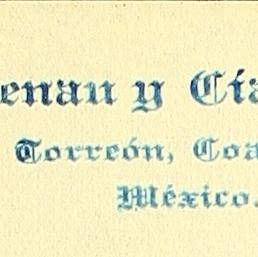 enau y Cía
Torreón, Coa
México.